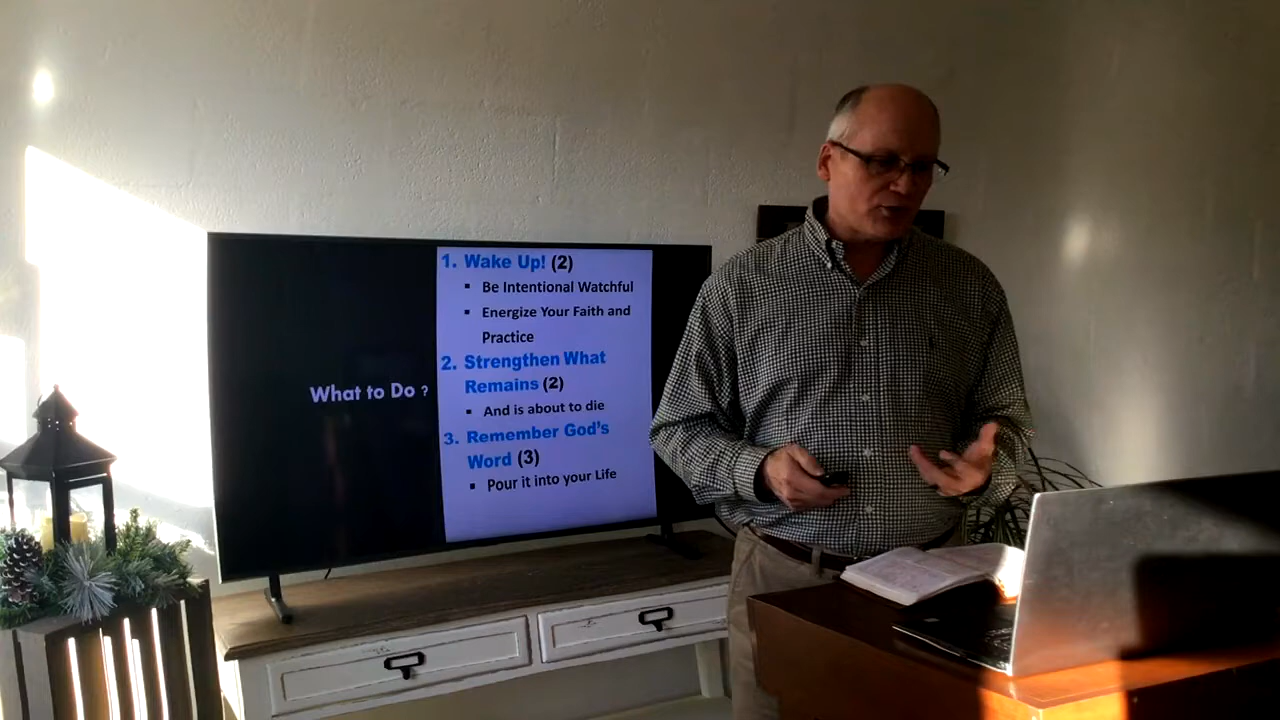 What to Do ?
1. Wake Up! (2)
▪ Be Intentional Watchful
▪ Energize Your Faith and
Practice
2. Strengthen What
Remains (2)
▪ And is about to die
3. Remember God's
Word (3)
▪ Pour it into your Life